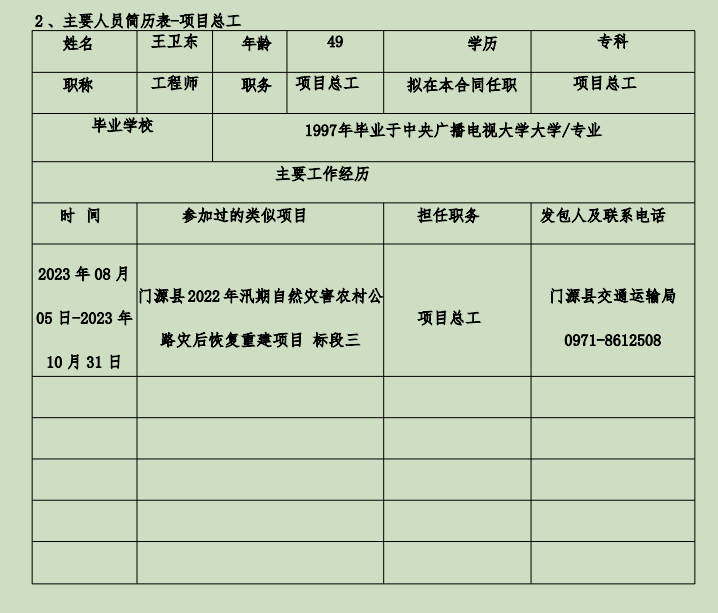 2、主要人员简历表-项目总工
姓名 王卫东 年龄 49 学历 专科
职称 工程师 职务 项目总工 拟在本合同任职 项目总工
毕业学校 1997年毕业于中央广播电视大学大学/专业
主要工作经历
时 间 参加过的类似项目 担任职务 发包人及联系电话
2023 年 08 月
05 日-2023 年
10 月 31 日
门源县 2022 年汛期自然灾害农村公
路灾后恢复重建项目 标段三
项目总工
门源县交通运输局
0971-8612508